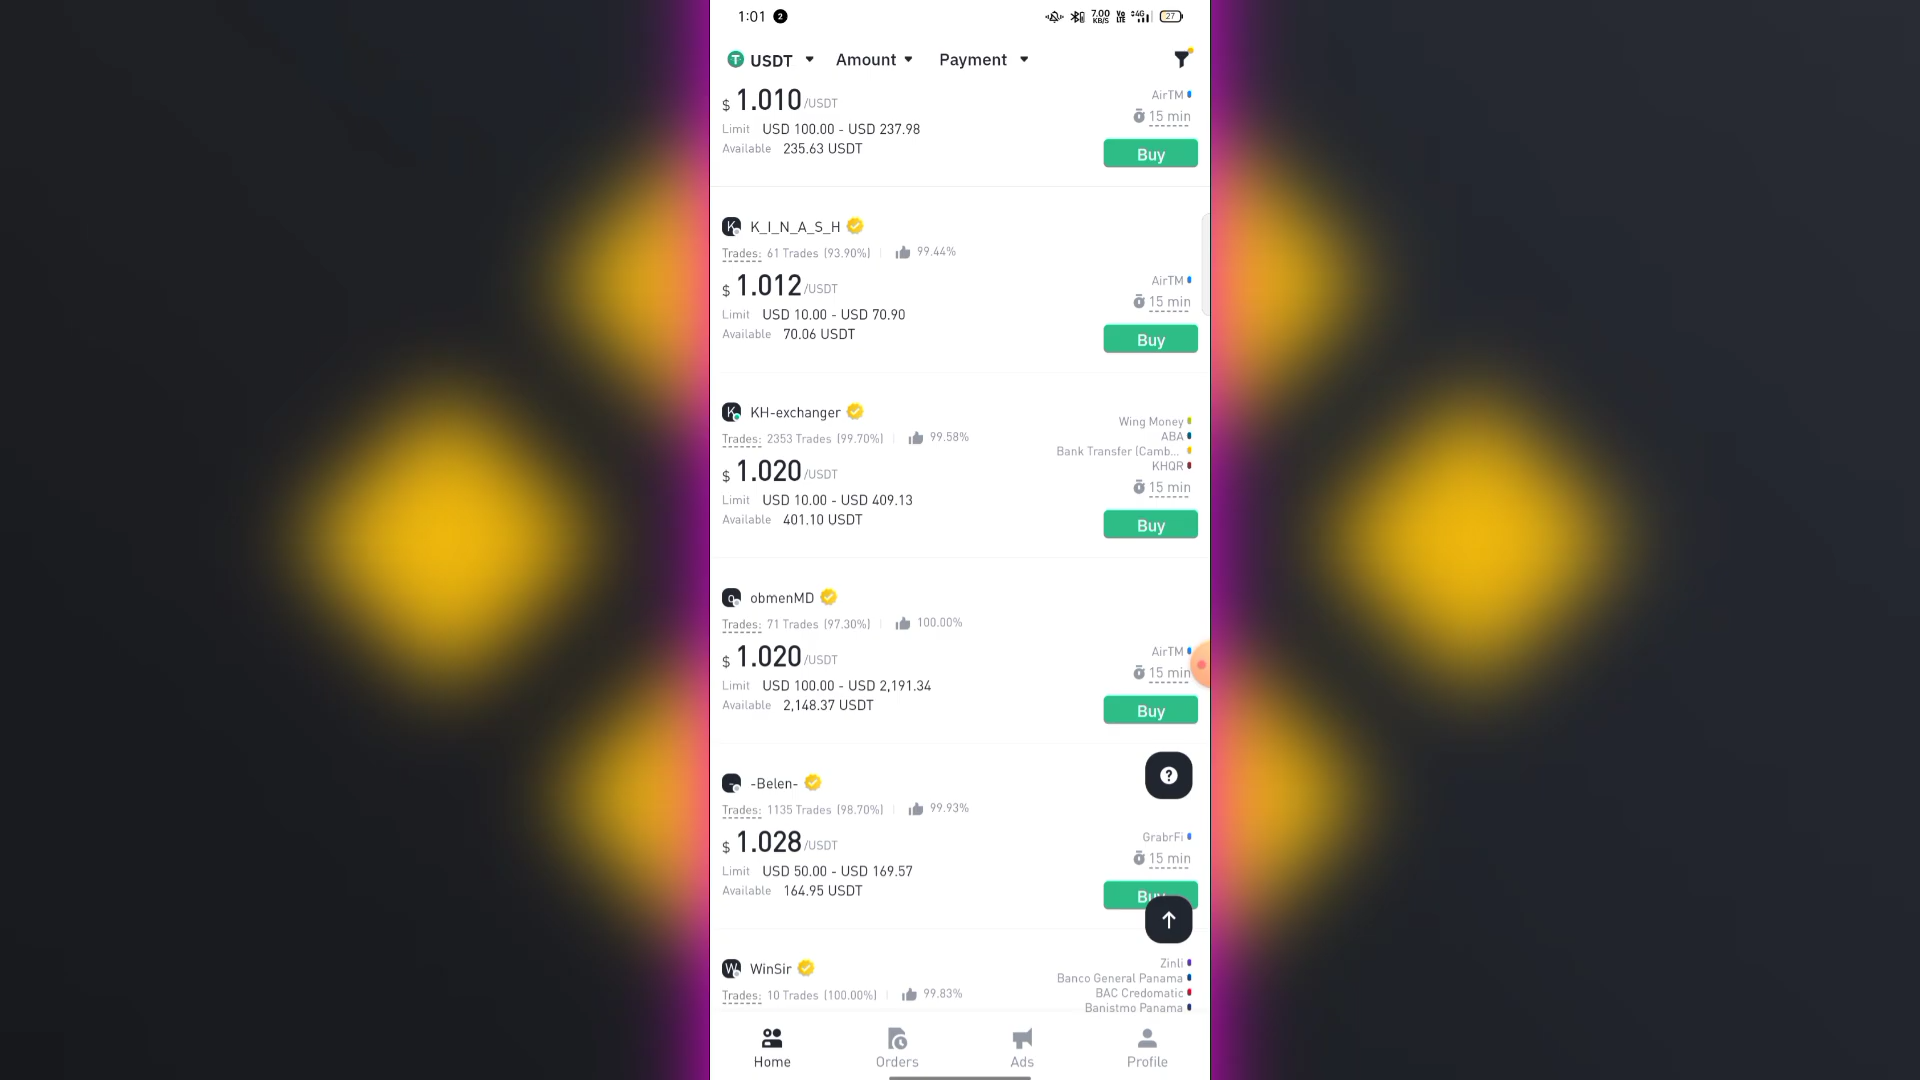 1:01 2 7.00 KB/S VoLTE 4G 27
USDT Amount Payment
$ 1.010 /USDT AirTM
15 min
Limit USD 100.00 - USD 237.98
Available 235.63 USDT
Buy
K_I_N_A_S_H
Trades: 61 Trades (93.90%) 99.44%
$ 1.012 /USDT AirTM
15 min
Limit USD 10.00 - USD 70.90
Available 70.06 USDT
Buy
KH-exchanger
Wing Money
ABA
Trades: 2353 Trades (99.70%) 99.58%
Bank Transfer (Camb...
KHQR
$ 1.020 /USDT
15 min
Limit USD 10.00 - USD 409.13
Available 401.10 USDT
Buy
obmenMD
Trades: 71 Trades (97.30%) 100.00%
$ 1.020 /USDT AirTM
15 min
Limit USD 100.00 - USD 2,191.34
Available 2,148.37 USDT
Buy
-Belen-
Trades: 1135 Trades (98.70%) 99.93%
$ 1.028 /USDT GrabrFi
15 min
Limit USD 50.00 - USD 169.57
Available 164.95 USDT
Buy
WinSir
Zinli
Banco General Panama
Trades: 10 Trades (100.00%) 99.83%
BAC Credomatic
Banistmo Panama
Home Orders Ads Profile